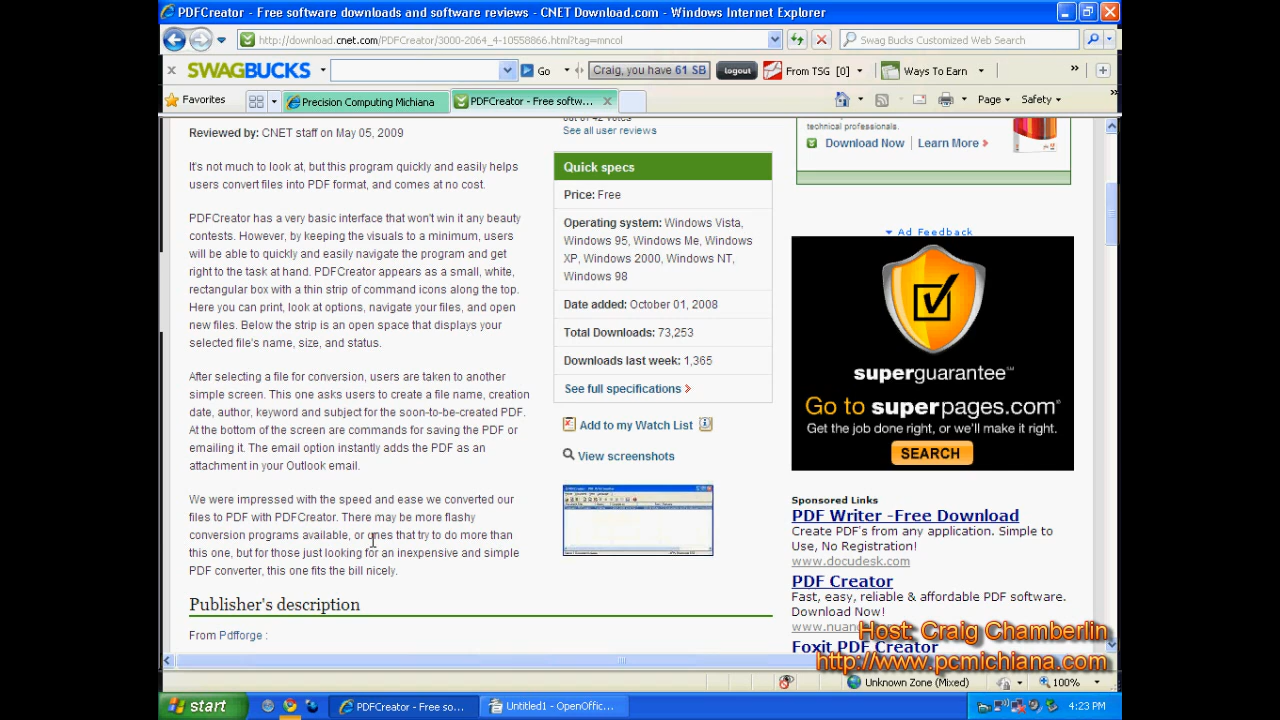 PDFCreator - Free software downloads and software reviews - CNET Download.com - Windows Internet Explorer
http://download.cnet.com/PDFCreator/3000-2064_4-10558866.html?tag=mncol
Swag Bucks Customized Web Search
SWAGBUCKS
Go
Craig, you have 61 SB
logout
From TSG [0]
Ways To Earn
Favorites
Precision Computing Michiana
PDFCreator - Free softw...
Page
Safety
Reviewed by: CNET staff on May 05, 2009
It's not much to look at, but this program quickly and easily helps
users convert files into PDF format, and comes at no cost.
PDFCreator has a very basic interface that won't win it any beauty
contests. However, by keeping the visuals to a minimum, users
will be able to quickly and easily navigate the program and get
right to the task at hand. PDFCreator appears as a small, white,
rectangular box with a thin strip of command icons along the top.
Here you can print, look at options, navigate your files, and open
new files. Below the strip is an open space that displays your
selected file's name, size, and status.
After selecting a file for conversion, users are taken to another
simple screen. This one asks users to create a file name, creation
date, author, keyword and subject for the soon-to-be-created PDF.
At the bottom of the screen are commands for saving the PDF or
emailing it. The email option instantly adds the PDF as an
attachment in your Outlook email.
We were impressed with the speed and ease we converted our
files to PDF with PDFCreator. There may be more flashy
conversion programs available, or ones that try to do more than
this one, but for those just looking for an inexpensive and simple
PDF converter, this one fits the bill nicely.
Publisher's description
From Pdfforge :
out of 42 votes
See all user reviews
Quick specs
Price: Free
Operating system: Windows Vista,
Windows 95, Windows Me, Windows
XP, Windows 2000, Windows NT,
Windows 98
Date added: October 01, 2008
Total Downloads: 73,253
Downloads last week: 1,365
See full specifications
Add to my Watch List
View screenshots
technical professionals.
Download Now
Learn More
Ad Feedback
superguarantee℠
Go to superpages.com®
Get the job done right, or we'll make it right.
SEARCH
Sponsored Links
PDF Writer -Free Download
Create PDF's from any application. Simple to
Use, No Registration!
www.docudesk.com
PDF Creator
Fast, easy, reliable & affordable PDF software.
Download Now!
Foxit PDF Creator
Host: Craig Chamberlin
http://www.pcmichiana.com
Unknown Zone (Mixed)
100%
start
PDFCreator - Free so...
Untitled1 - OpenOffic...
4:23 PM